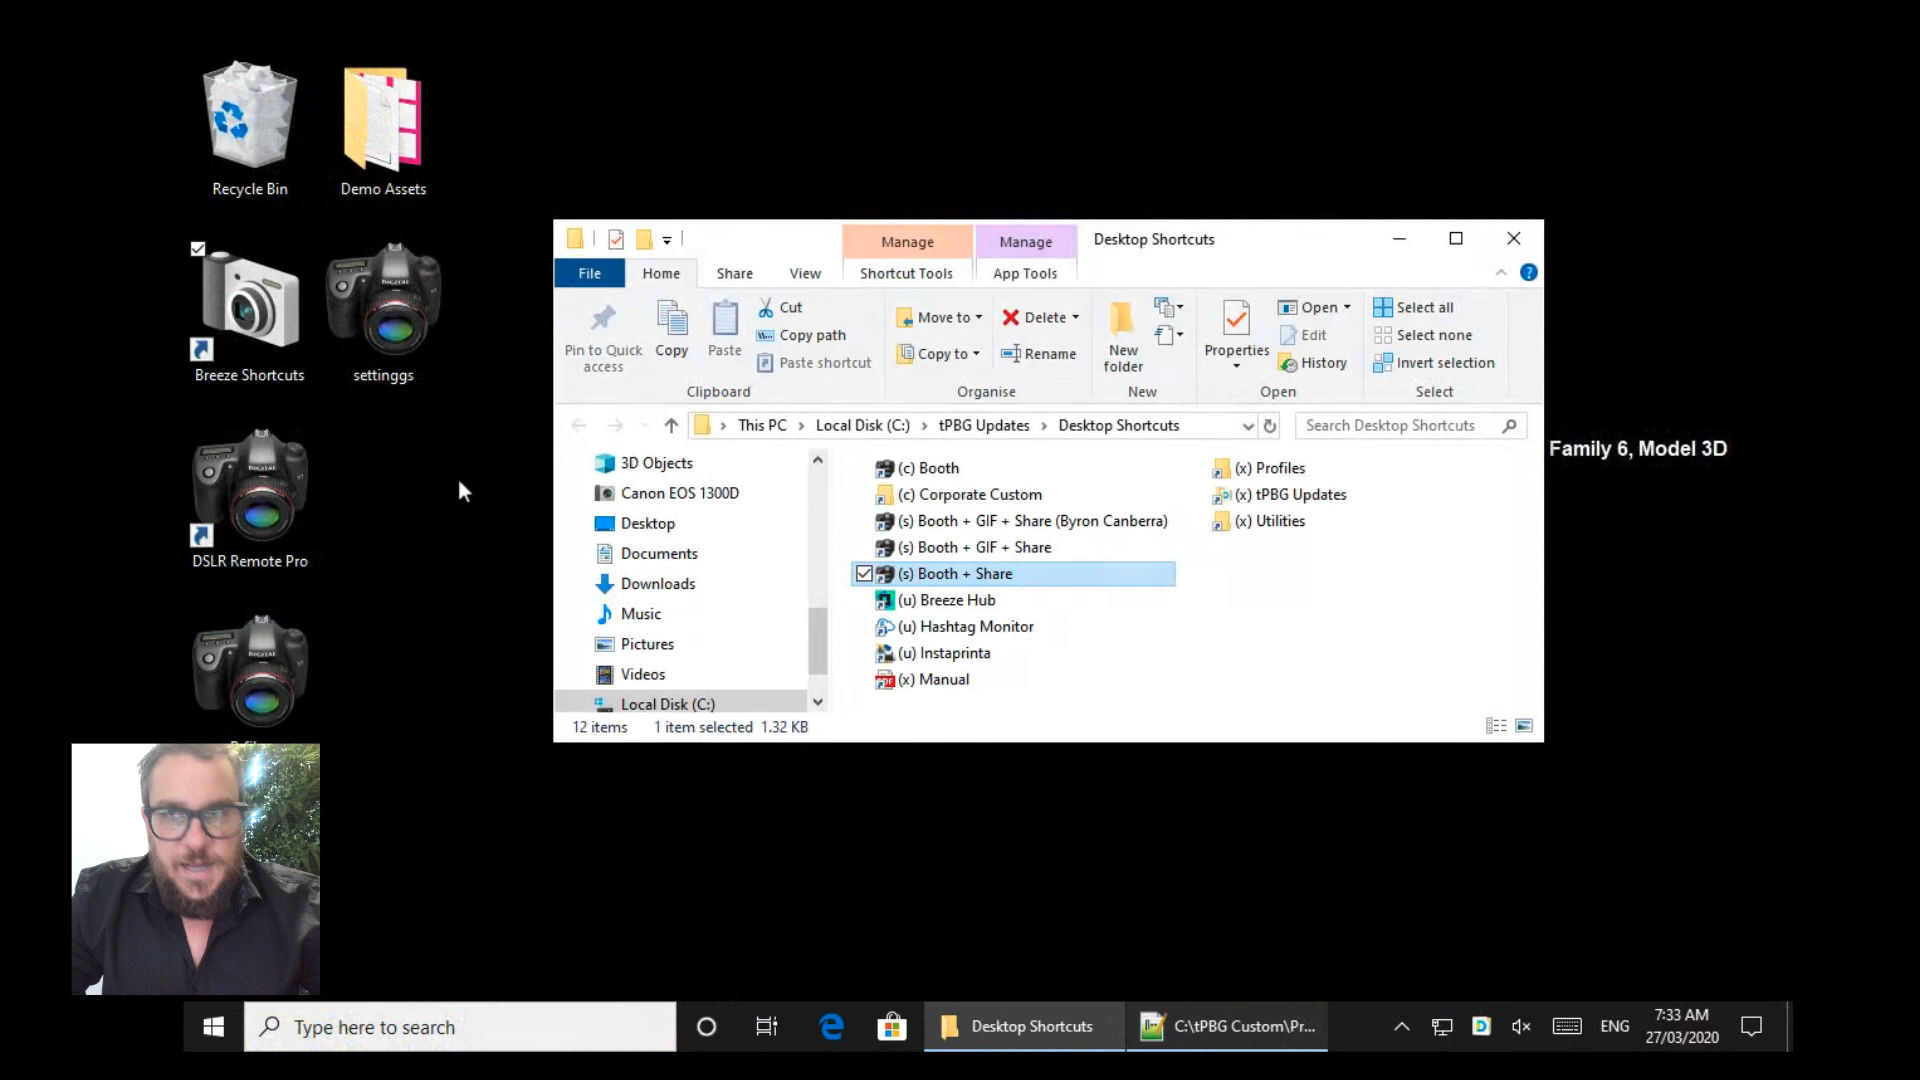 Recycle Bin
Demo Assets
Breeze Shortcuts
settinggs
DSLR Remote Pro
Manage
Manage
Desktop Shortcuts
File
Home
Share
View
Shortcut Tools
App Tools
Pin to Quick
access
Copy
Paste
Cut
Copy path
Paste shortcut
Clipboard
Move to
Copy to
Delete
Rename
Organise
New
folder
New
Properties
Open
Edit
History
Open
Select all
Select none
Invert selection
Select
This PC > Local Disk (C:) > tPBG Updates > Desktop Shortcuts
Search Desktop Shortcuts
3D Objects
Canon EOS 1300D
Desktop
Documents
Downloads
Music
Pictures
Videos
Local Disk (C:)
(c) Booth
(c) Corporate Custom
(s) Booth + GIF + Share (Byron Canberra)
(s) Booth + GIF + Share
(s) Booth + Share
(u) Breeze Hub
(u) Hashtag Monitor
(u) Instaprinta
(x) Manual
(x) Profiles
(x) tPBG Updates
(x) Utilities
12 items
1 item selected 1.32 KB
Family 6, Model 3D
Type here to search
Desktop Shortcuts
C:\tPBG Custom\Pr...
ENG
7:33 AM
27/03/2020